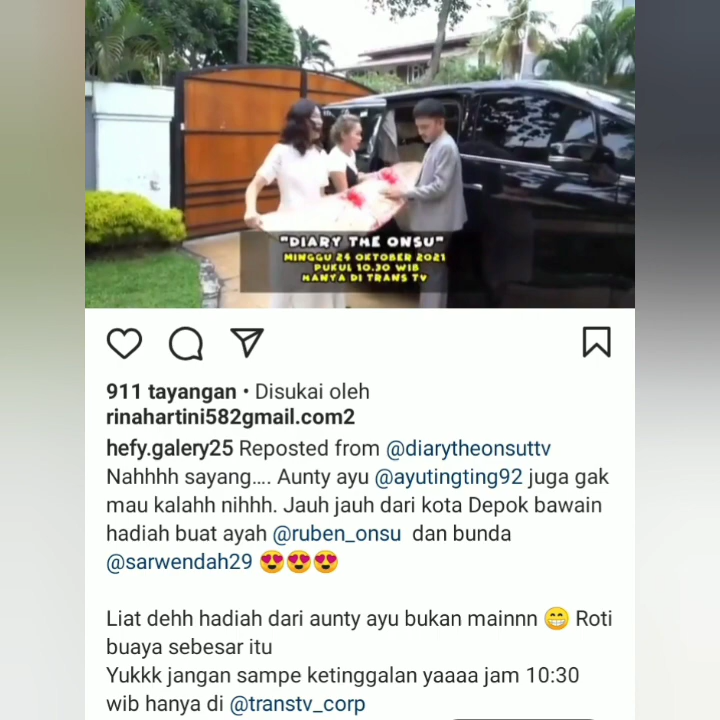 "DIARY THE ONSU"
MINGGU 24 OKTOBER 2021
PUKUL 10.30 WIB
HANYA DI TRANS TV
911 tayangan • Disukai oleh
rinahartini582gmail.com2
hefy.galery25 Reposted from @diarytheonsuttv
Nahhhh sayang.... Aunty ayu @ayutingting92 juga gak
mau kalahh nihhh. Jauh jauh dari kota Depok bawain
hadiah buat ayah @ruben_onsu dan bunda
@sarwendah29 😍😍😍
Liat dehh hadiah dari aunty ayu bukan mainnn 😁 Roti
buaya sebesar itu
Yukkk jangan sampe ketinggalan yaaaa jam 10:30
wib hanya di @transtv_corp